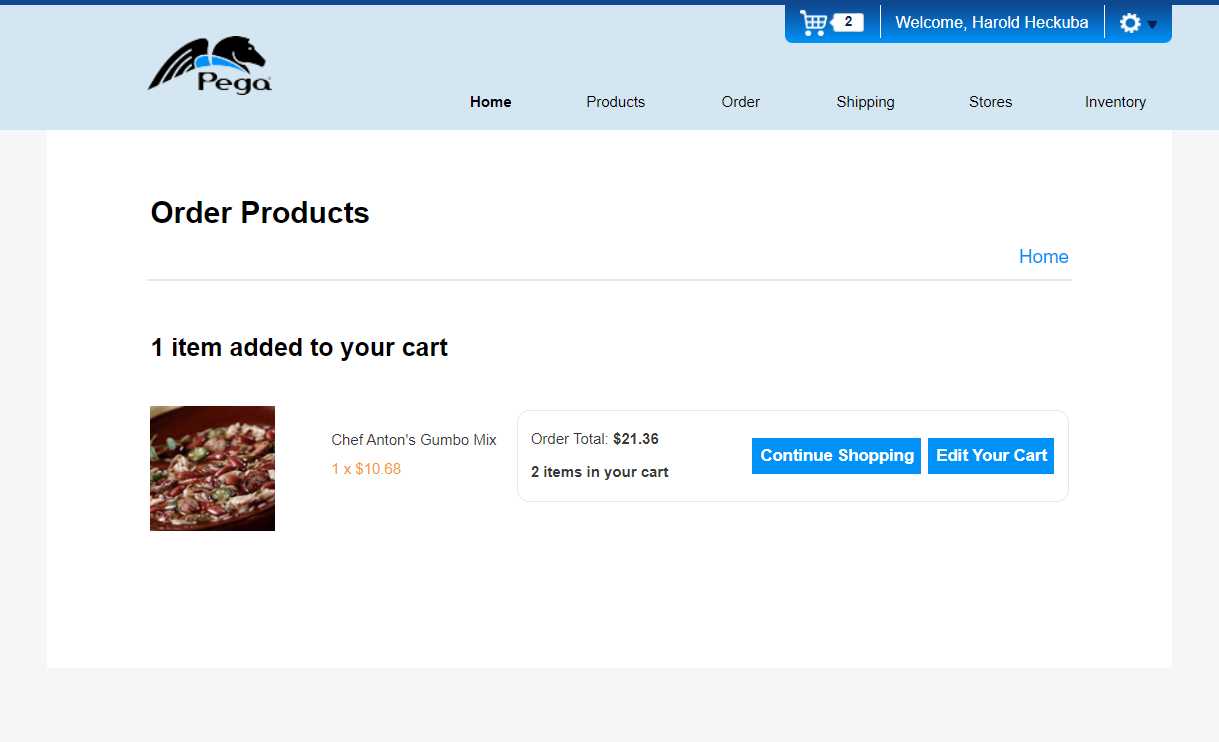 2
Welcome, Harold Heckuba
Pega
Home
Products
Order
Shipping
Stores
Inventory
Order Products
Home
1 item added to your cart
Chef Anton's Gumbo Mix
1 x $10.68
Order Total: $21.36
2 items in your cart
Continue Shopping
Edit Your Cart